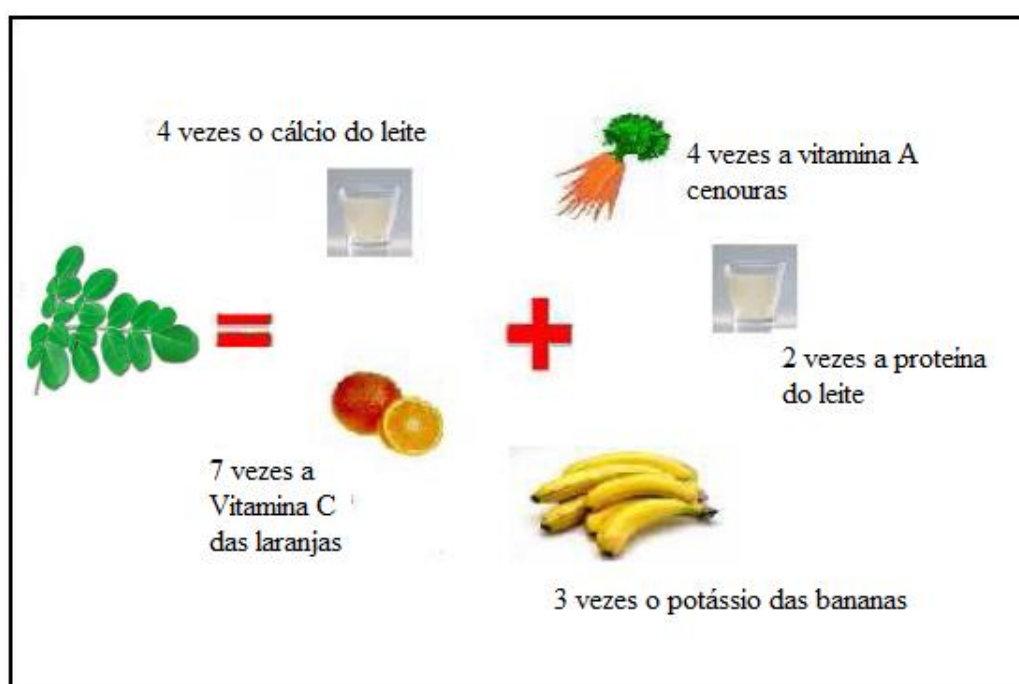 4 vezes o cálcio do leite
4 vezes a vitamina A
cenouras
2 vezes a proteína
do leite
7 vezes a
Vitamina C
das laranjas
3 vezes o potássio das bananas